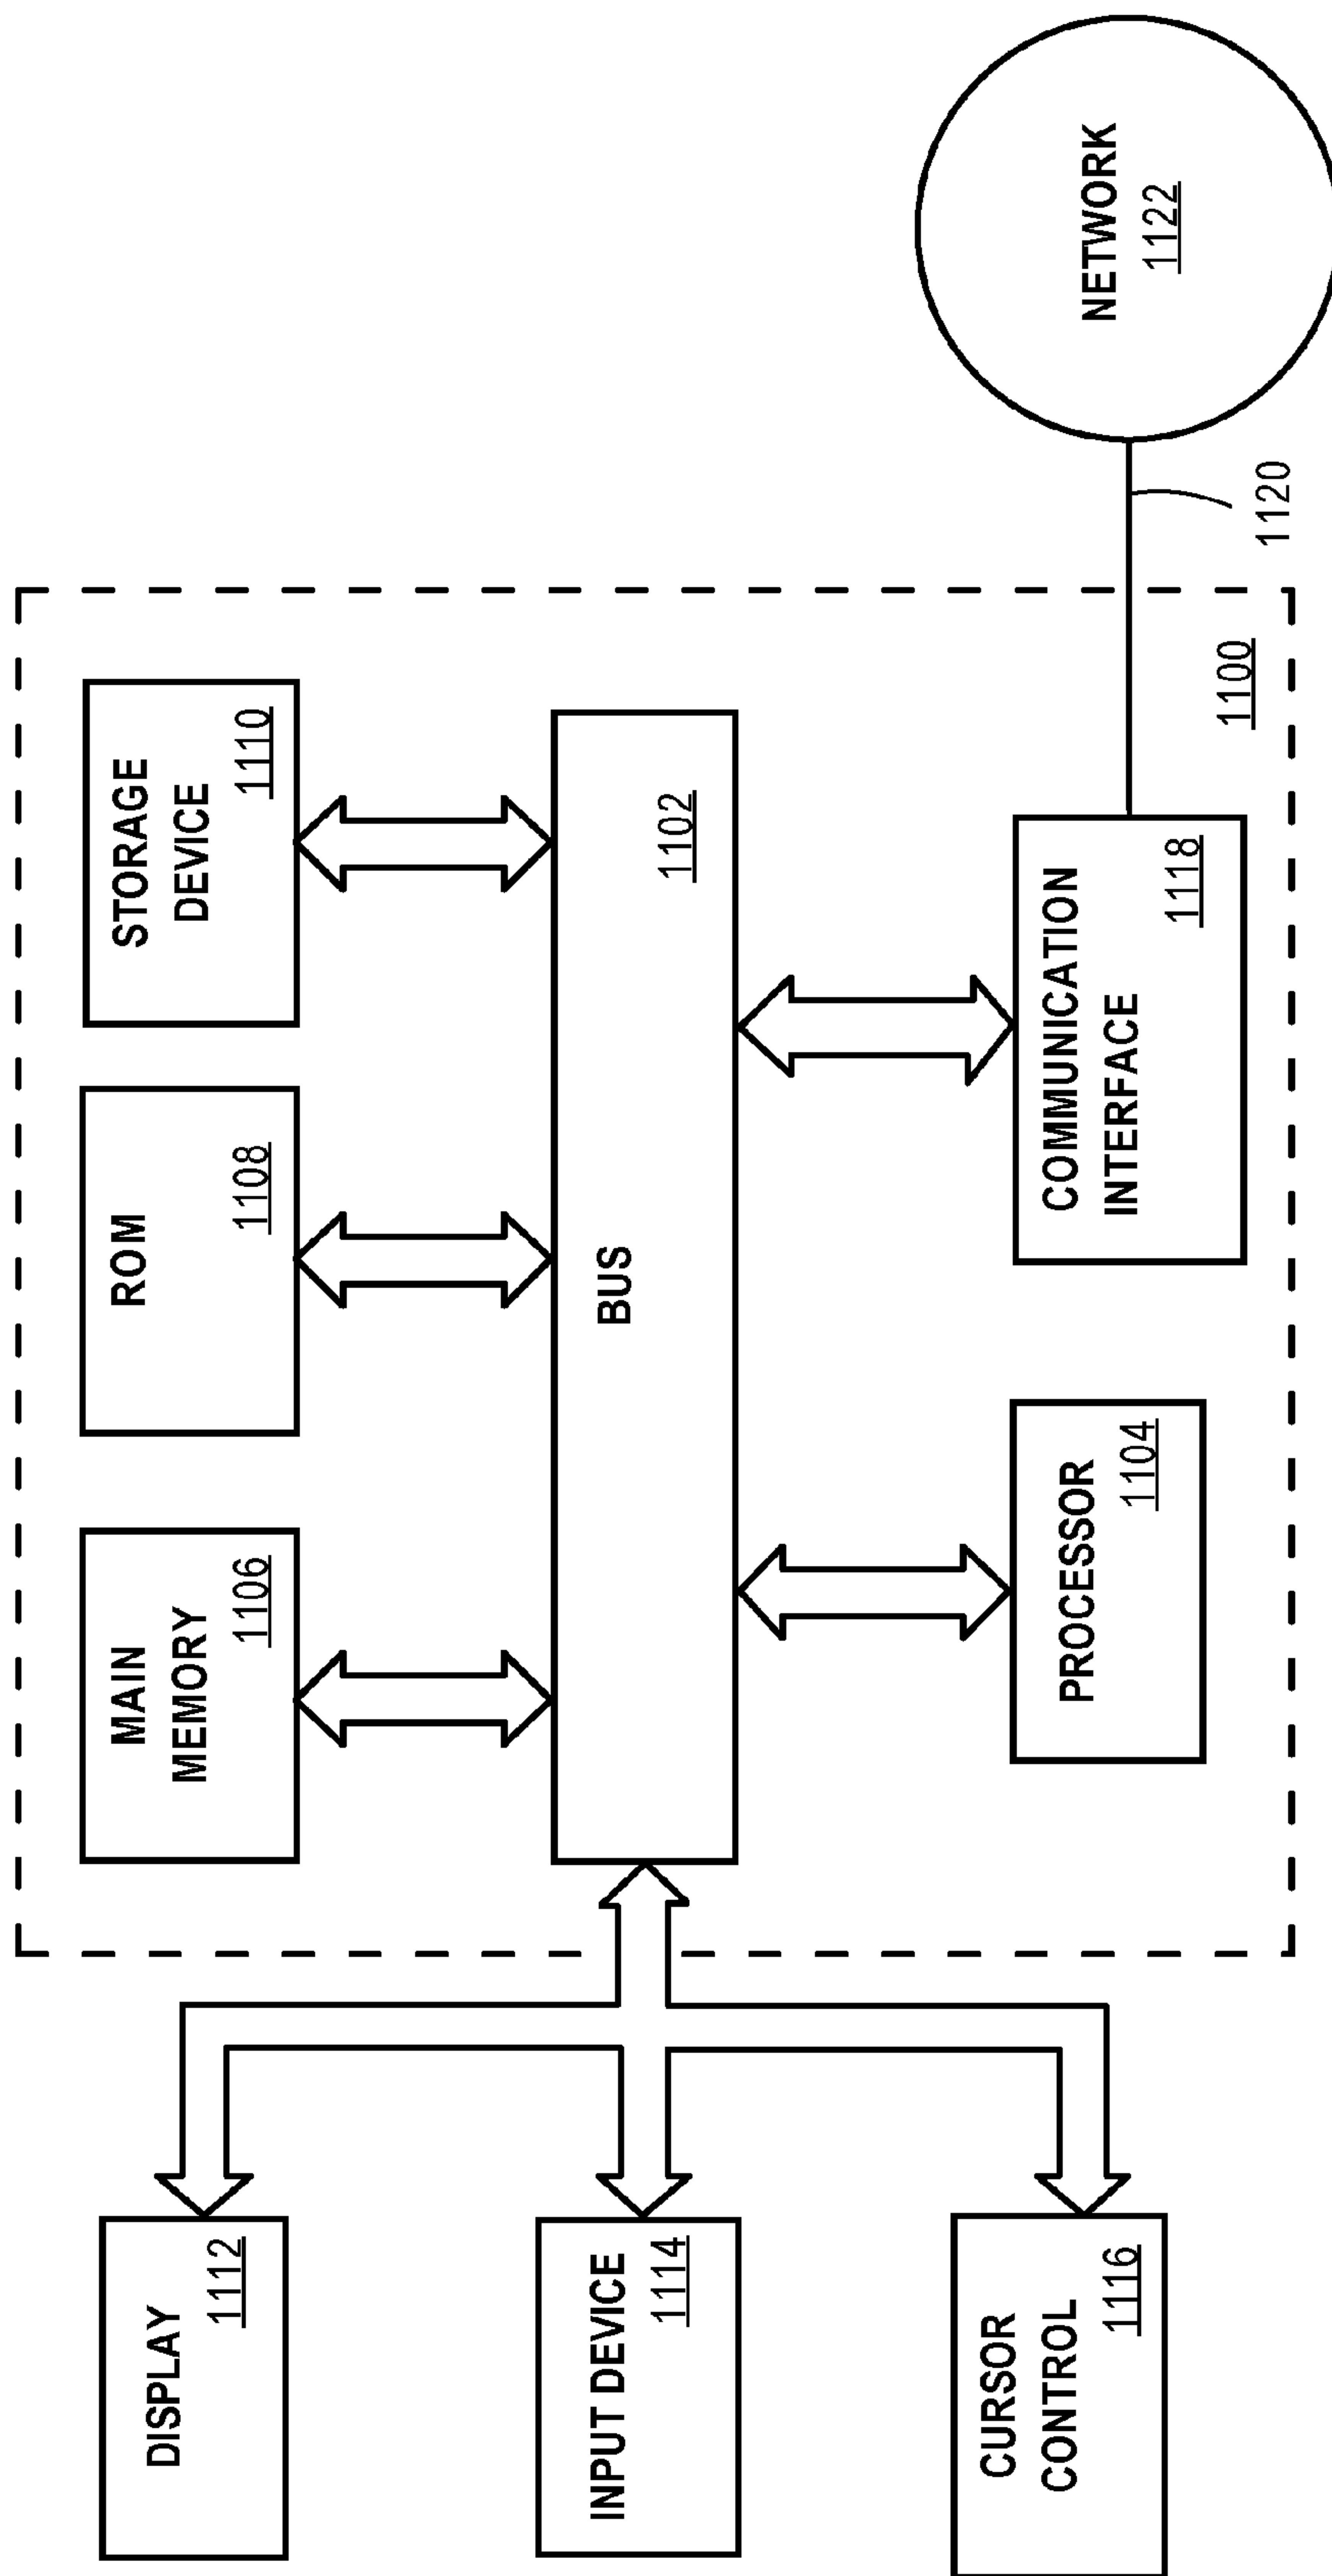 DISPLAY
1112
INPUT DEVICE
1114
CURSOR
CONTROL
1116
MAIN
MEMORY
1106
ROM
1108
STORAGE
DEVICE
1110
BUS
1102
PROCESSOR
1104
COMMUNICATION
INTERFACE
1118
1100
1120
NETWORK
1122